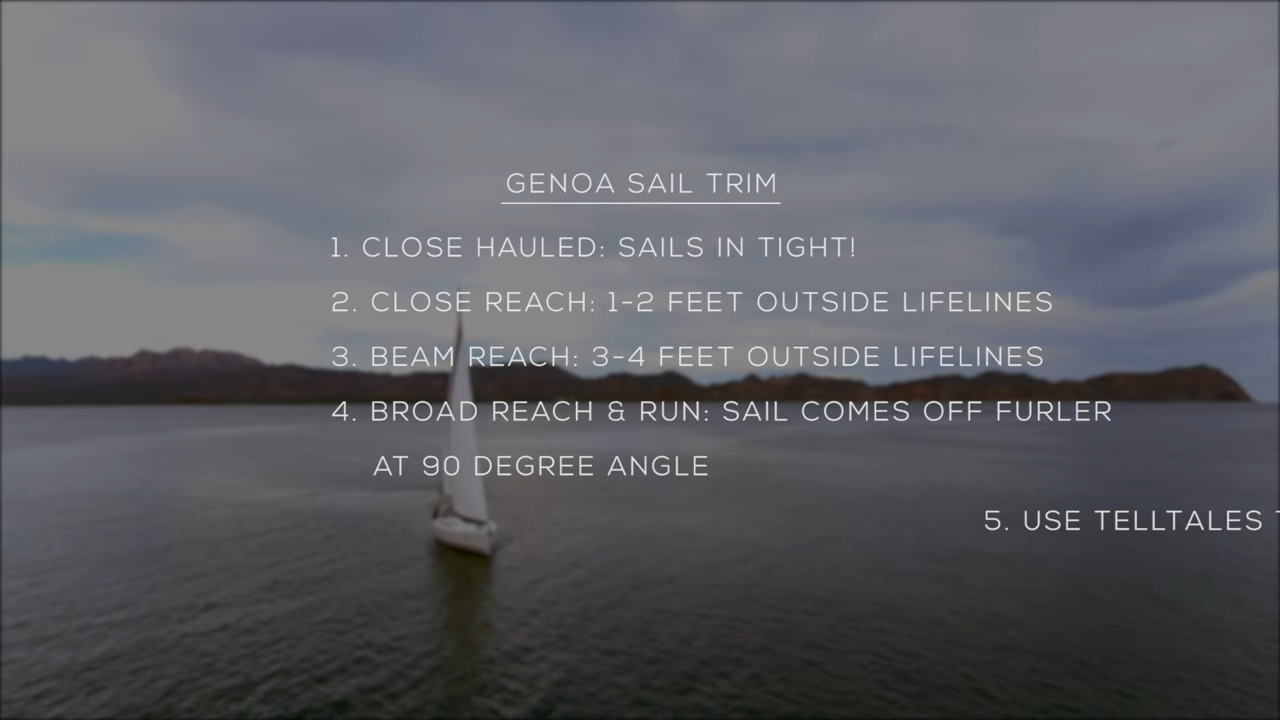 GENOA SAIL TRIM
1. CLOSE HAULED: SAILS IN TIGHT!
2. CLOSE REACH: 1-2 FEET OUTSIDE LIFELINES
3. BEAM REACH: 3-4 FEET OUTSIDE LIFELINES
4. BROAD REACH & RUN: SAIL COMES OFF FURLER
AT 90 DEGREE ANGLE
5. USE TELLTALES